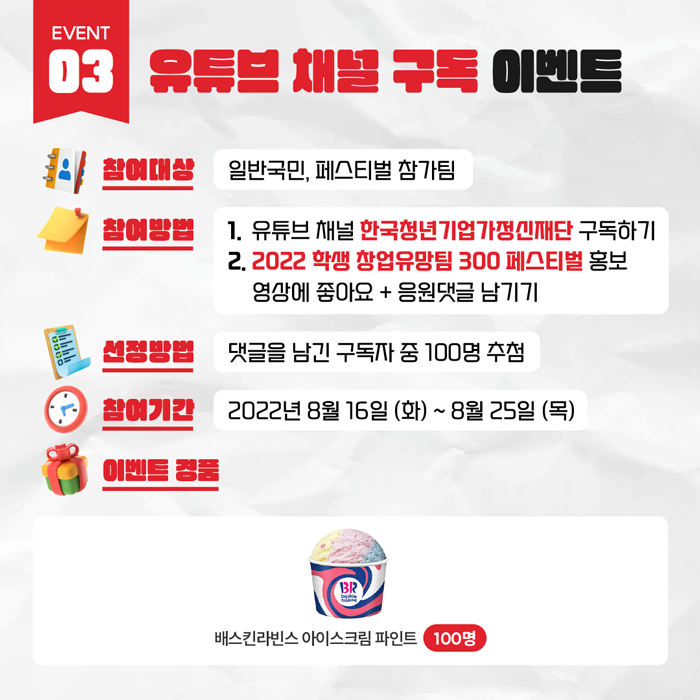 EVENT
03
유튜브 채널 구독 이벤트
참여대상
일반국민, 페스티벌 참가팀
참여방법
1. 유튜브 채널 한국청년기업가정신재단 구독하기
2. 2022 학생 창업유망팀 300 페스티벌 홍보
영상에 좋아요 + 응원댓글 남기기
선정방법
댓글을 남긴 구독자 중 100명 추첨
참여기간
2022년 8월 16일 (화) ~ 8월 25일 (목)
이벤트 경품
BR
baskin
robbins
배스킨라빈스 아이스크림 파인트 100명